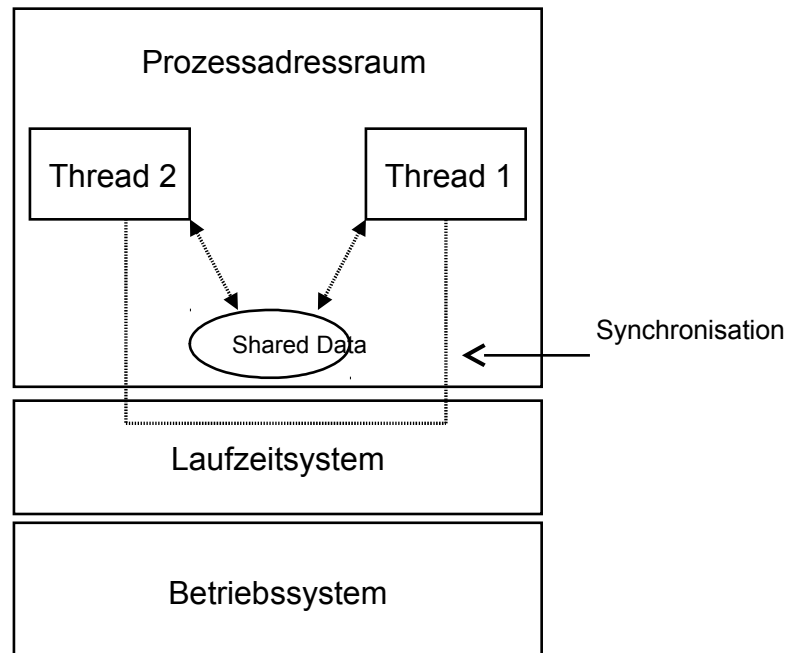 Prozessadressraum
Thread 2
Thread 1
Shared Data
Synchronisation
Laufzeitsystem
Betriebssystem